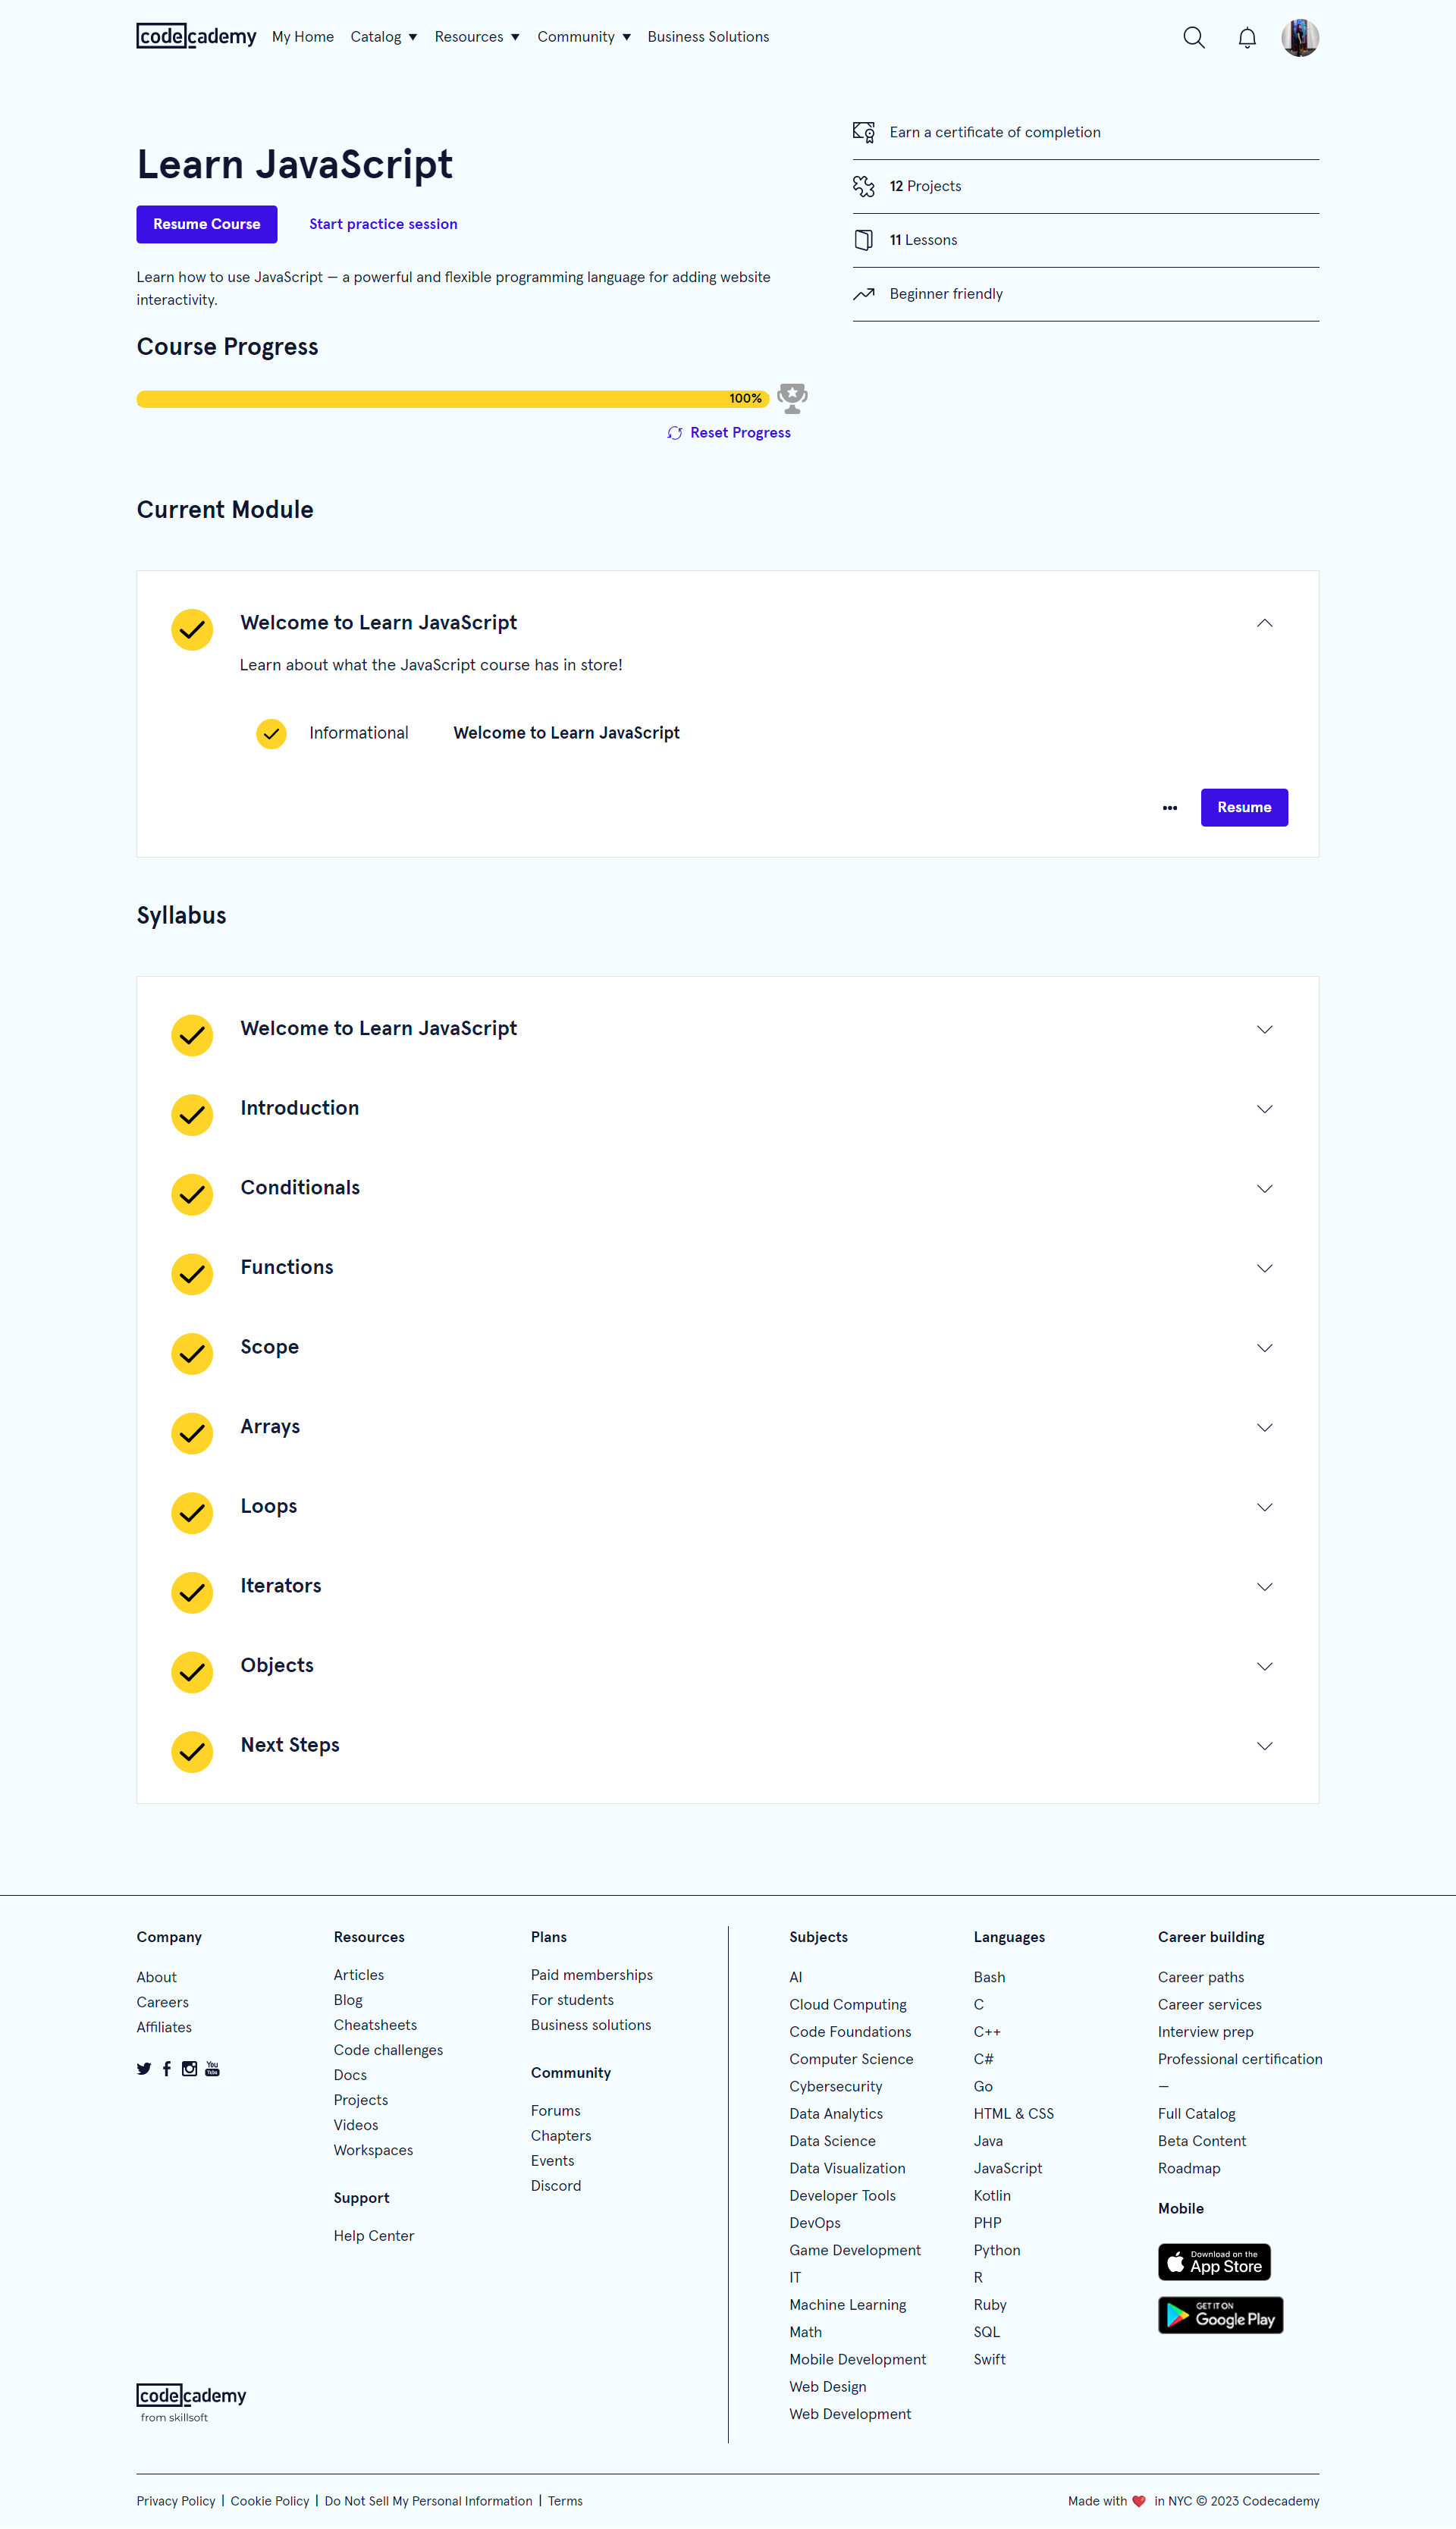 codecademy My Home Catalog Resources Community Business Solutions
Learn JavaScript
Resume Course Start practice session
Learn how to use JavaScript — a powerful and flexible programming language for adding website
interactivity.
Earn a certificate of completion
12 Projects
11 Lessons
Beginner friendly
Course Progress
100%
Reset Progress
Current Module
Welcome to Learn JavaScript
Learn about what the JavaScript course has in store!
Informational Welcome to Learn JavaScript
Resume
Syllabus
Welcome to Learn JavaScript
Introduction
Conditionals
Functions
Scope
Arrays
Loops
Iterators
Objects
Next Steps
Company
About
Careers
Affiliates
You
Tube
Resources
Articles
Blog
Cheatsheets
Code challenges
Docs
Projects
Videos
Workspaces
Support
Help Center
Plans
Paid memberships
For students
Business solutions
Community
Forums
Chapters
Events
Discord
codecademy
from skillsoft
Subjects
AI
Cloud Computing
Code Foundations
Computer Science
Cybersecurity
Data Analytics
Data Science
Data Visualization
Developer Tools
DevOps
Game Development
IT
Machine Learning
Math
Mobile Development
Web Design
Web Development
Languages
Bash
C
C++
C#
Go
HTML & CSS
Java
JavaScript
Kotlin
PHP
Python
R
Ruby
SQL
Swift
Career building
Career paths
Career services
Interview prep
Professional certification
—
Full Catalog
Beta Content
Roadmap
Mobile
Download on the
App Store
GET IT ON
Google Play
Privacy Policy | Cookie Policy | Do Not Sell My Personal Information | Terms
Made with ❤️ in NYC © 2023 Codecademy